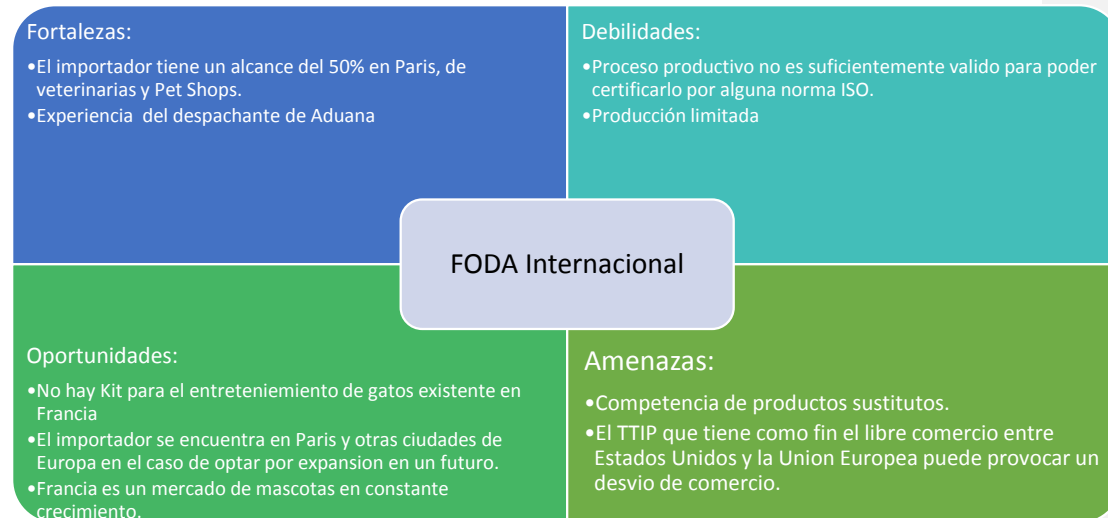 Fortalezas:
•El importador tiene un alcance del 50% en Paris, de
veterinarias y Pet Shops.
•Experiencia del despachante de Aduana
Debilidades:
•Proceso productivo no es suficientemente valido para poder
certificarlo por alguna norma ISO.
•Producción limitada
FODA Internacional
Oportunidades:
•No hay Kit para el entreteniemiento de gatos existente en
Francia
•El importador se encuentra en Paris y otras ciudades de
Europa en el caso de optar por expansion en un futuro.
•Francia es un mercado de mascotas en constante
crecimiento.
Amenazas:
•Competencia de productos sustitutos.
•El TTIP que tiene como fin el libre comercio entre
Estados Unidos y la Union Europea puede provocar un
desvio de comercio.